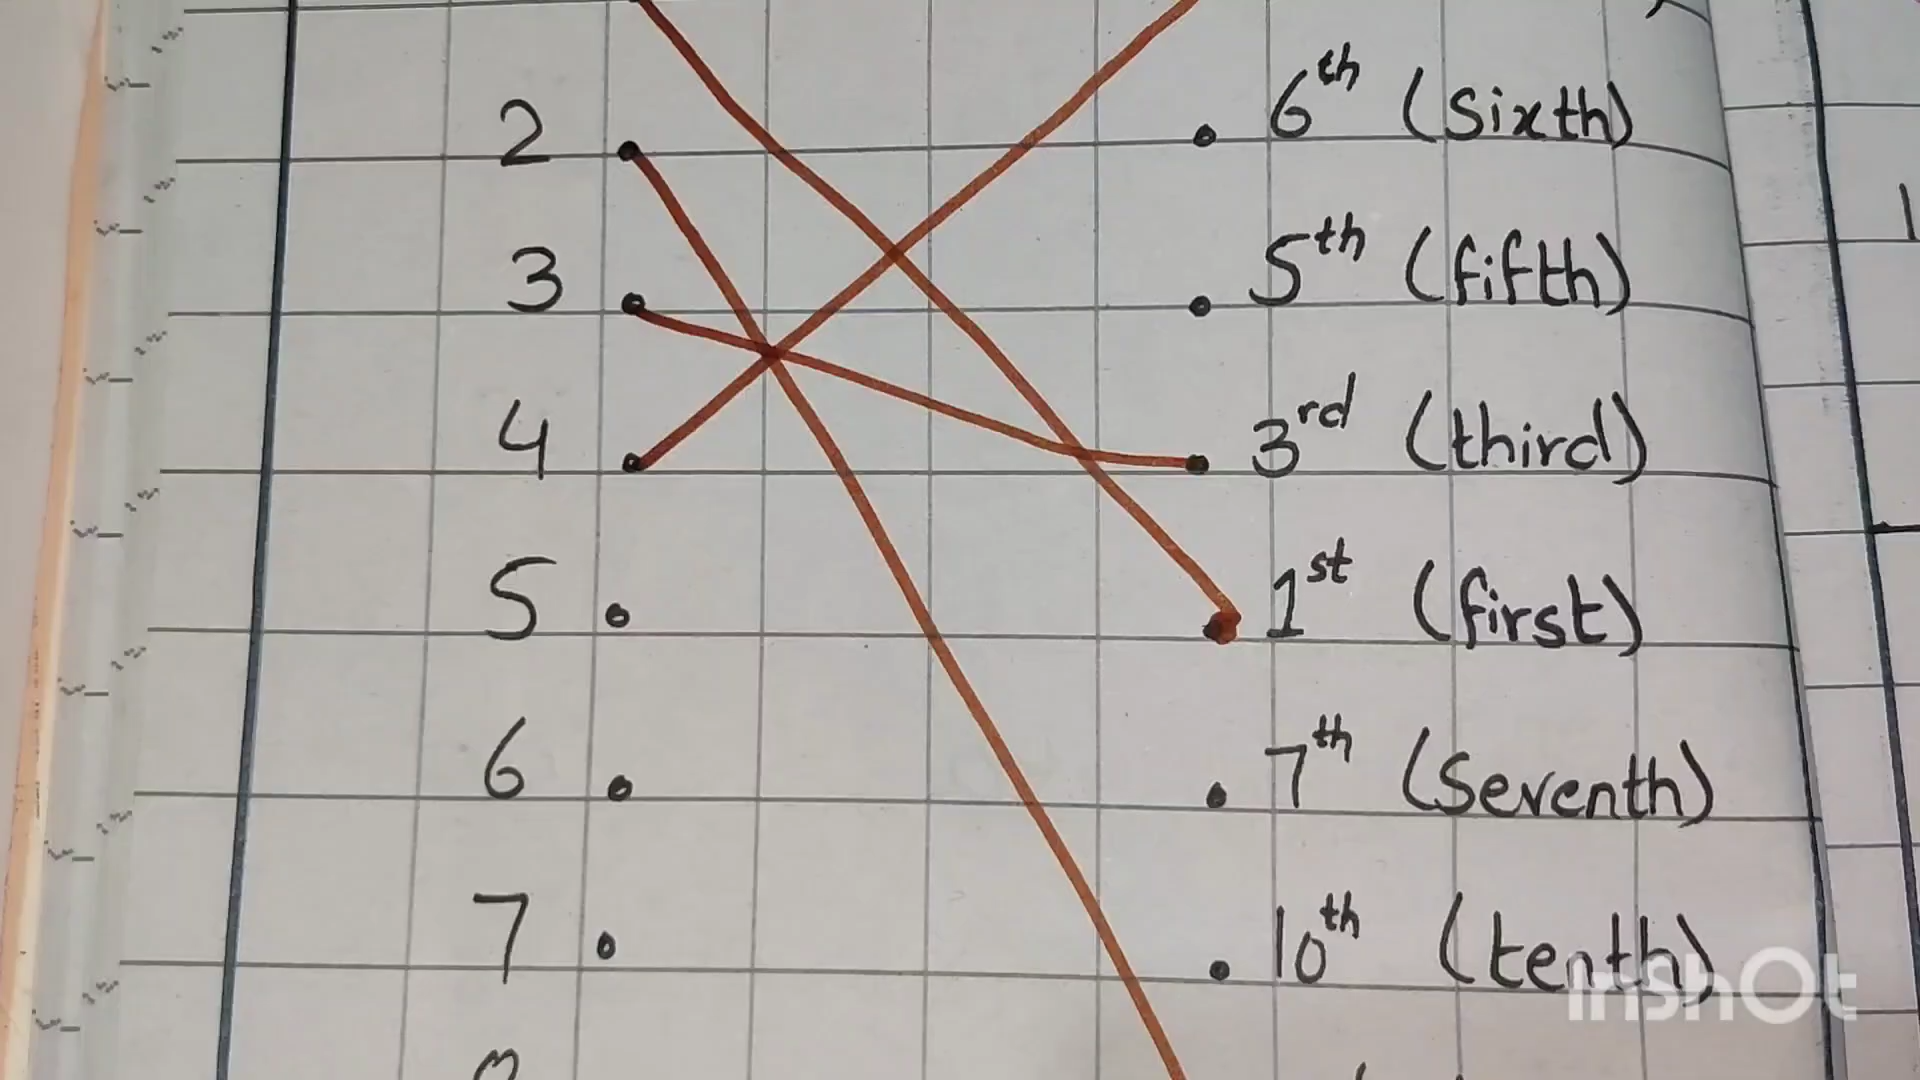 2 6th (sixth)
3 5th (fifth)
4 3rd (third)
5 1st (first)
6 7th (Seventh)
7 10th (tenth)
InShOt